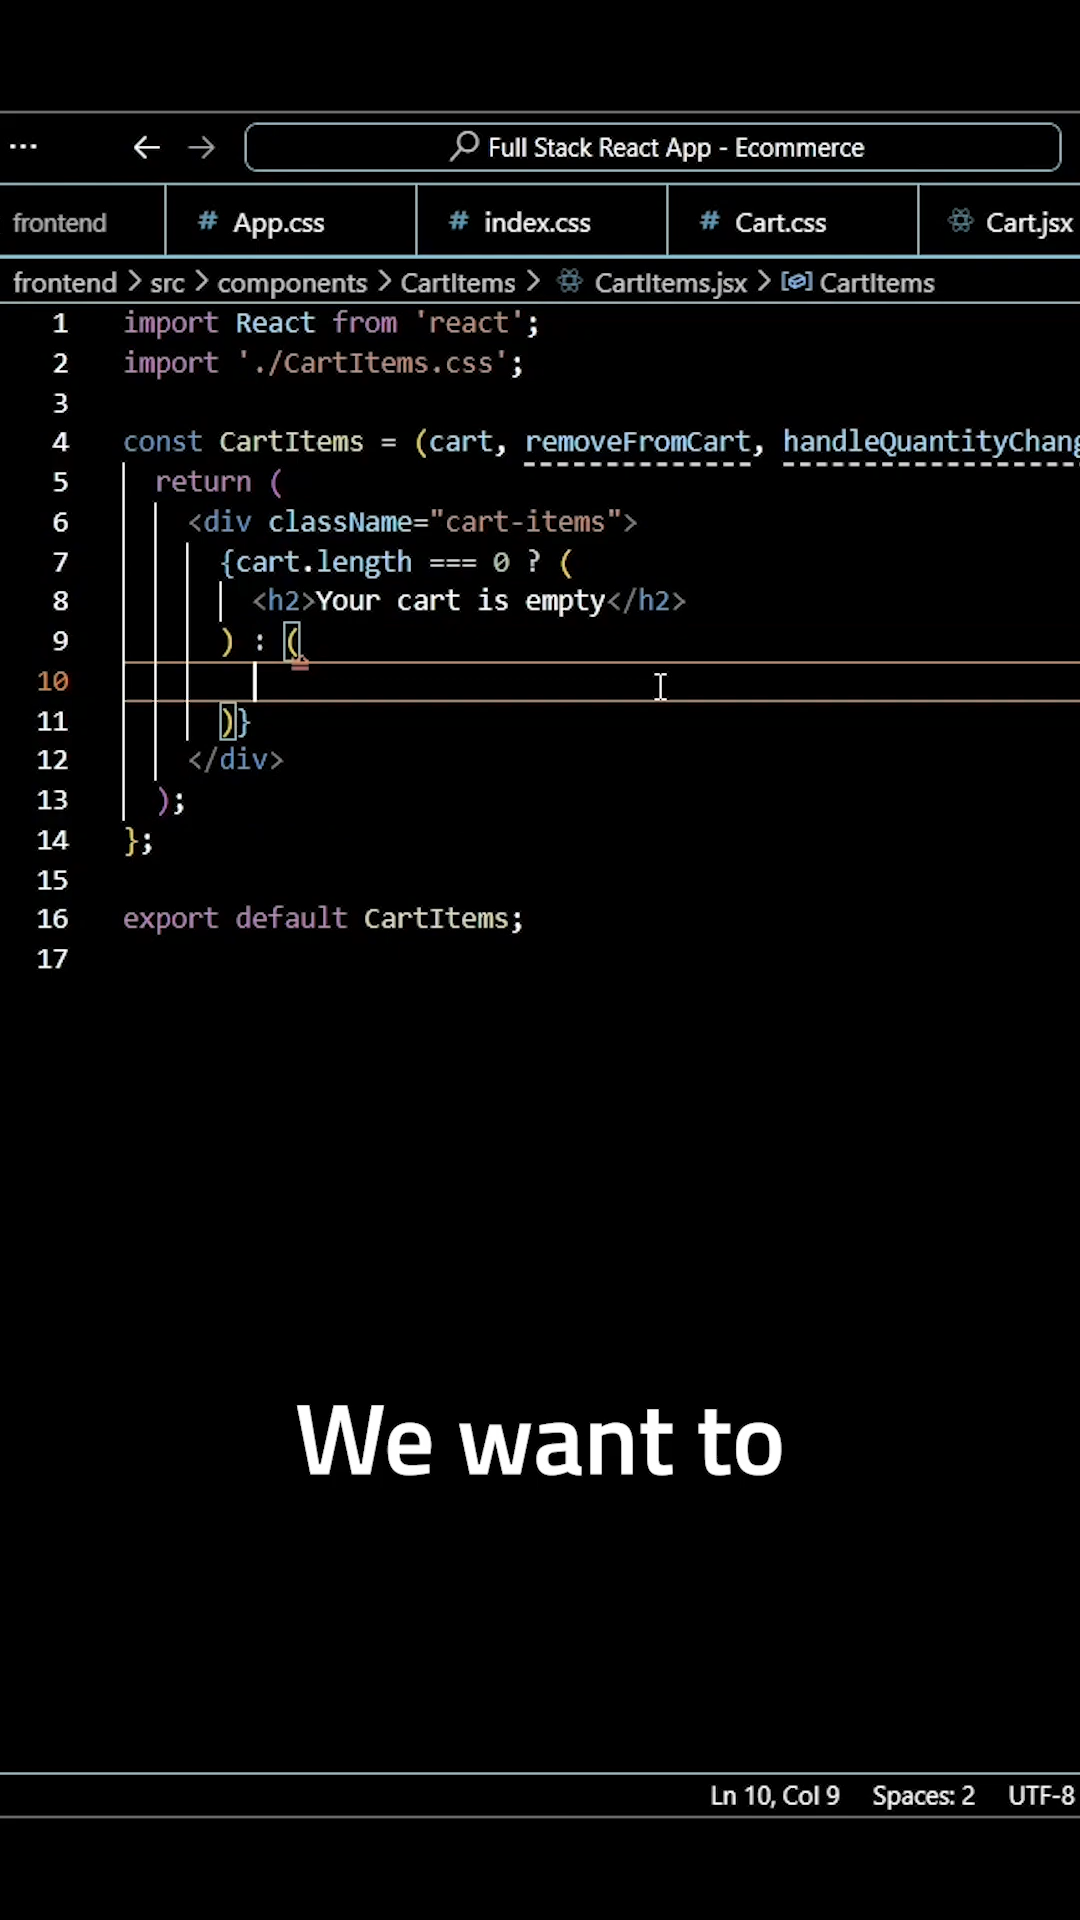 ... ← → Full Stack React App - Ecommerce
frontend # App.css # index.css # Cart.css Cart.jsx
frontend > src > components > CartItems > CartItems.jsx > CartItems
1 import React from 'react';
2 import './CartItems.css';
3
4 const CartItems = (cart, removeFromCart, handleQuantityChang
5 return (
6 <div className="cart-items">
7 {cart.length === 0 ? (
8 <h2>Your cart is empty</h2>
9 ) : (
10
11 )}
12 </div>
13 );
14 };
15
16 export default CartItems;
17
We want to
Ln 10, Col 9 Spaces: 2 UTF-8